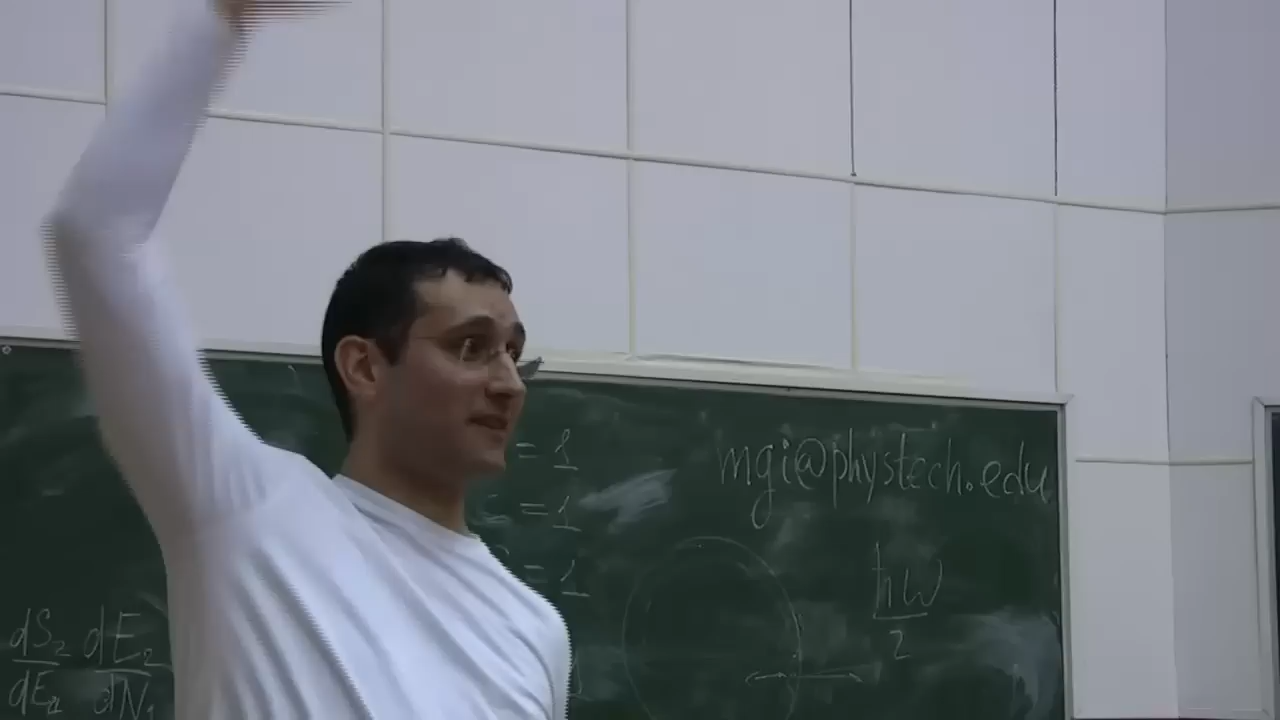 = 1
mgi@phystech.edu
= 1
= 1
ħω
2
dS₂ dE₂
dE₂ dN₁